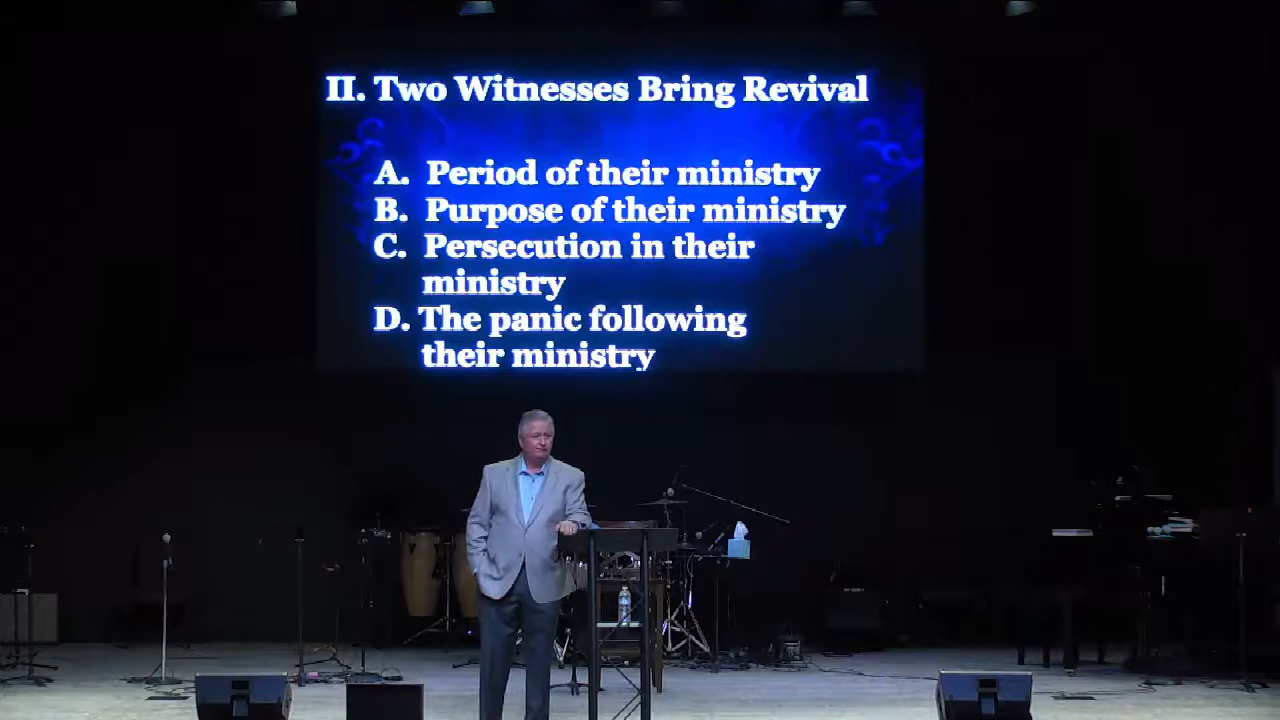 II. Two Witnesses Bring Revival
A. Period of their ministry
B. Purpose of their ministry
C. Persecution in their
ministry
D. The panic following
their ministry